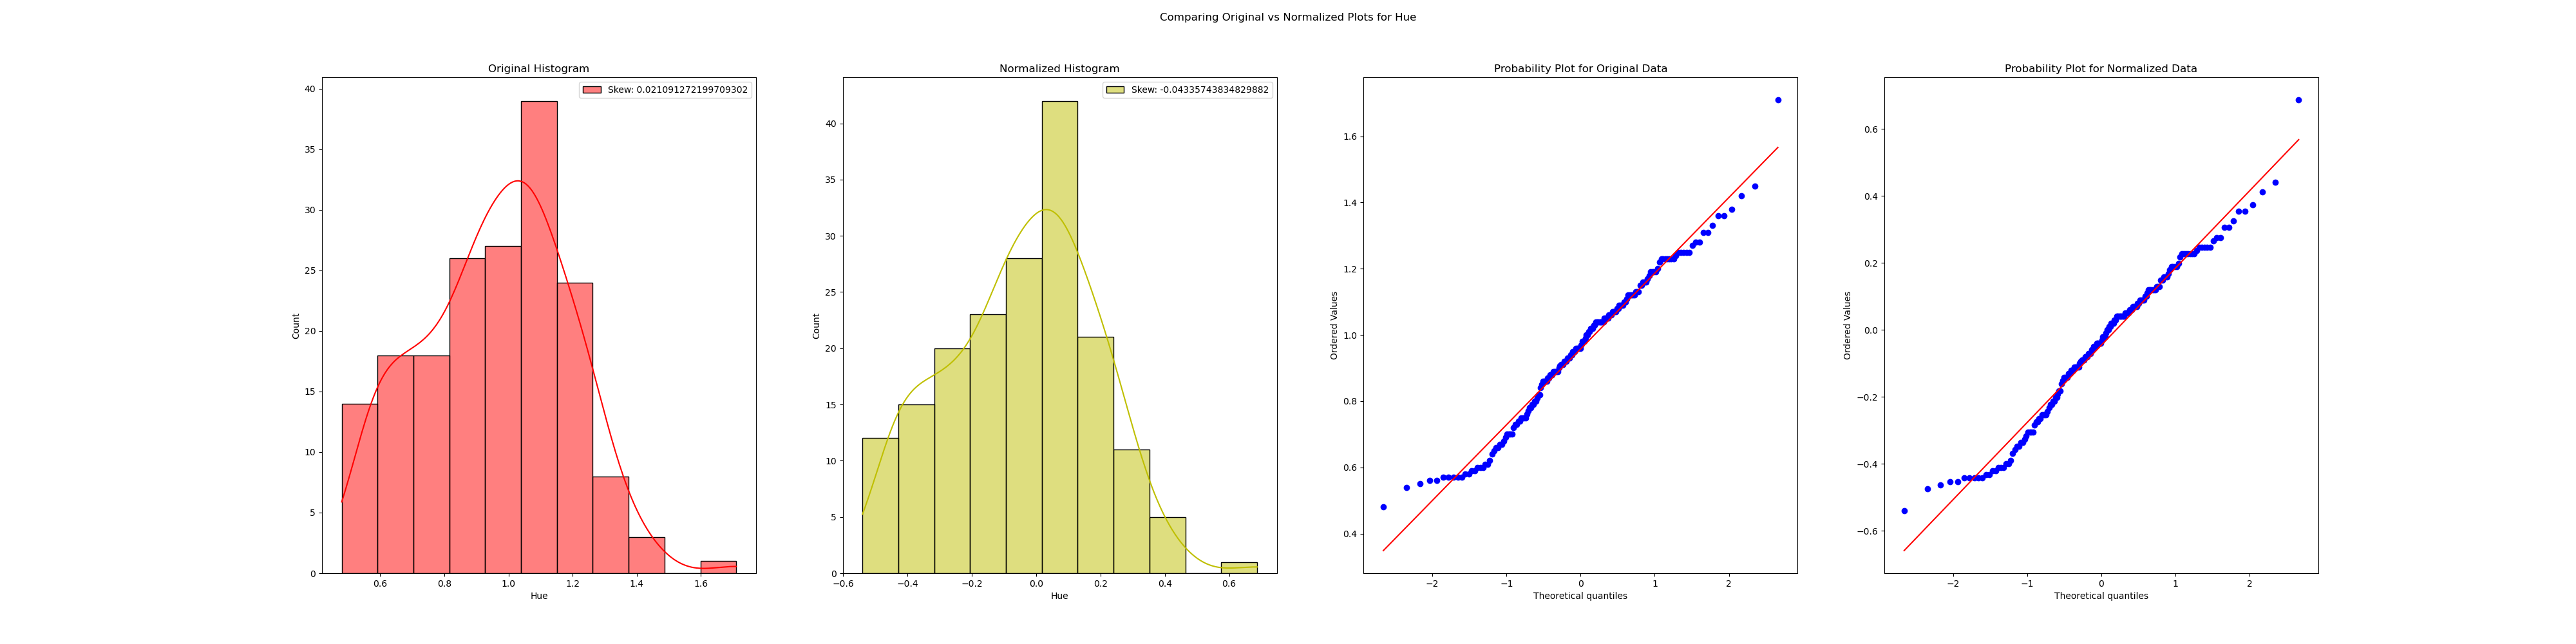 Comparing Original vs Normalized Plots for Hue
Original Histogram
Skew: 0.021091272199709302
40
35
30
25
20
15
10
5
0
Count
0.6 0.8 1.0 1.2 1.4 1.6
Hue
Normalized Histogram
Skew: -0.04335743834829882
40
35
30
25
20
15
10
5
0
Count
−0.6 −0.4 −0.2 0.0 0.2 0.4 0.6
Hue
Probability Plot for Original Data
1.6
1.4
1.2
1.0
0.8
0.6
0.4
Ordered Values
−2 −1 0 1 2
Theoretical quantiles
Probability Plot for Normalized Data
0.6
0.4
0.2
0.0
−0.2
−0.4
−0.6
Ordered Values
−2 −1 0 1 2
Theoretical quantiles